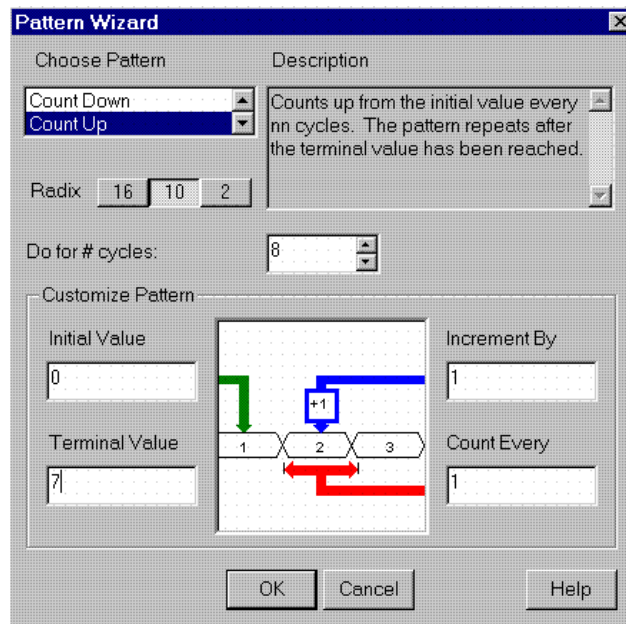 Pattern Wizard
Choose Pattern
Description
Count Down
Count Up
Counts up from the initial value every
nn cycles. The pattern repeats after
the terminal value has been reached.
Radix 16 10 2
Do for # cycles: 8
Customize Pattern
Initial Value
0
Terminal Value
7
+1
1 2 3
Increment By
1
Count Every
1
OK Cancel Help